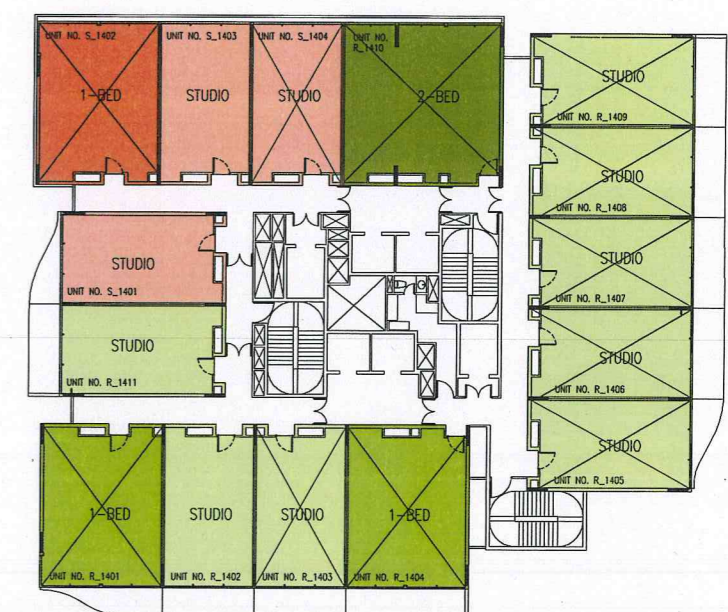 UNIT NO. S_1402
1-BED
UNIT NO. S_1403
STUDIO
UNIT NO. S_1404
STUDIO
UNIT NO.
R_1410
2-BED
STUDIO
UNIT NO. R_1409
STUDIO
UNIT NO. R_1408
STUDIO
UNIT NO. R_1407
STUDIO
UNIT NO. R_1406
STUDIO
UNIT NO. R_1405
STUDIO
UNIT NO. S_1401
STUDIO
UNIT NO. R_1411
1-BED
UNIT NO. R_1401
STUDIO
UNIT NO. R_1402
STUDIO
UNIT NO. R_1403
1-BED
UNIT NO. R_1404